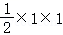 1/2 × 1 × 1